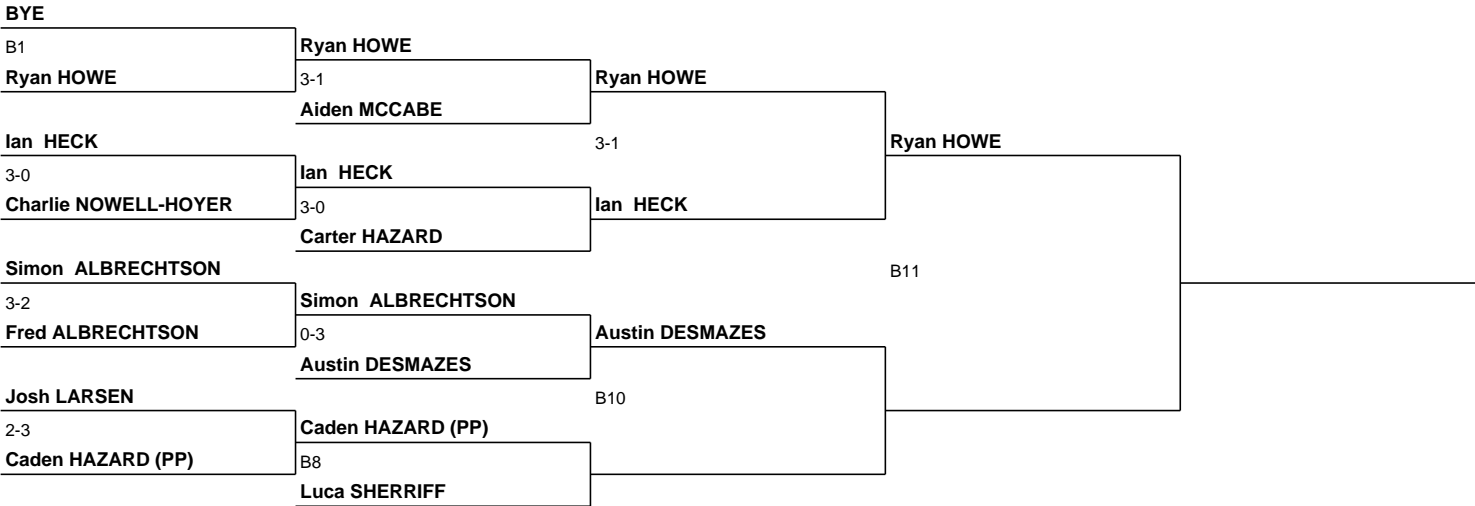 BYE
B1
Ryan HOWE
Ryan HOWE
3-1
Ryan HOWE
Aiden MCCABE
Ian  HECK
3-1
Ryan HOWE
3-0
Ian  HECK
Charlie NOWELL-HOYER
3-0
Ian  HECK
Carter HAZARD
Simon  ALBRECHTSON
B11
3-2
Simon  ALBRECHTSON
Fred ALBRECHTSON
0-3
Austin DESMAZES
Austin DESMAZES
Josh LARSEN
B10
2-3
Caden HAZARD (PP)
Caden HAZARD (PP)
B8
Luca SHERRIFF